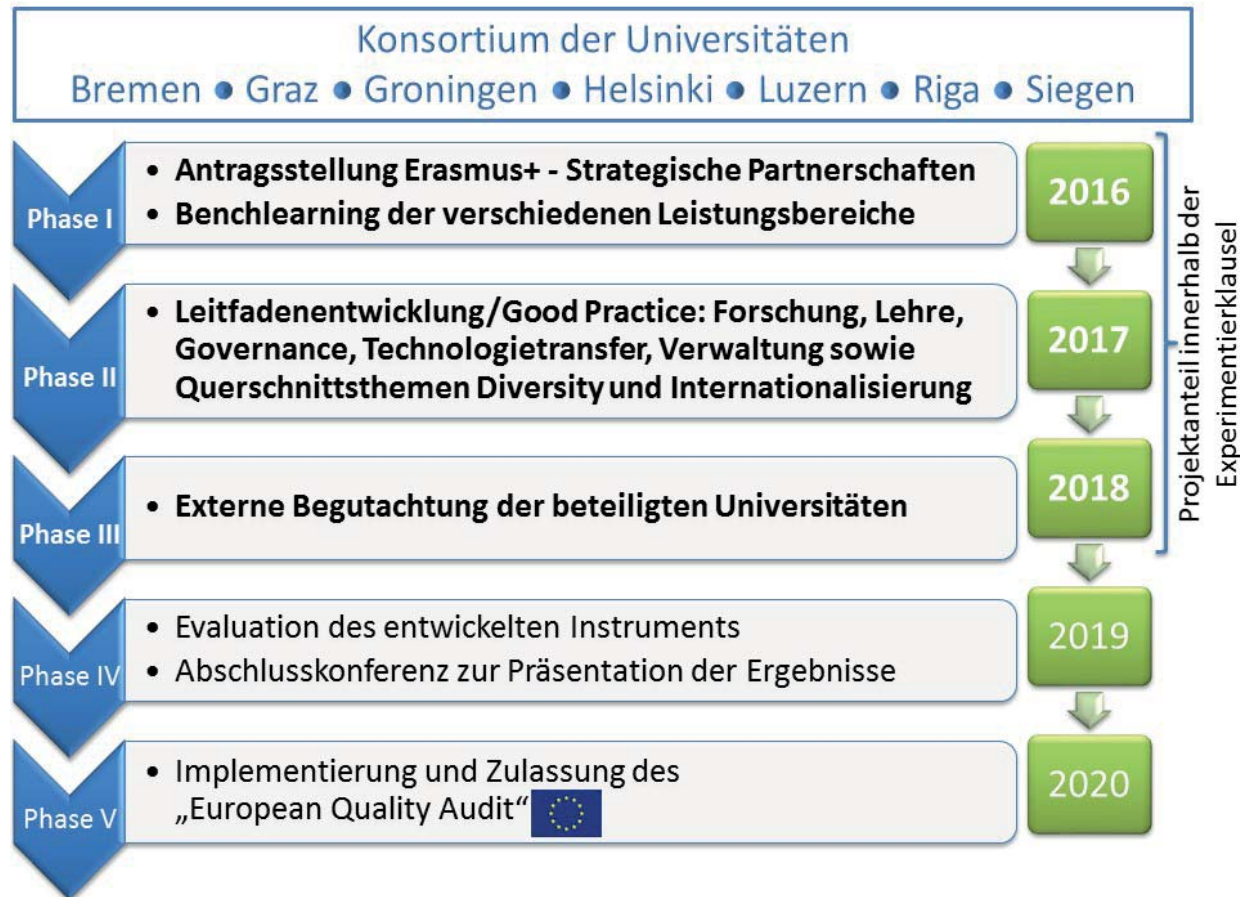 Konsortium der Universitäten
Bremen ● Graz ● Groningen ● Helsinki ● Luzern ● Riga ● Siegen
Phase I
• Antragsstellung Erasmus+ - Strategische Partnerschaften
• Benchlearning der verschiedenen Leistungsbereiche
2016
Phase II
• Leitfadenentwicklung/Good Practice: Forschung, Lehre,
Governance, Technologietransfer, Verwaltung sowie
Querschnittsthemen Diversity und Internationalisierung
2017
Phase III
• Externe Begutachtung der beteiligten Universitäten
2018
Projektanteil innerhalb der
Experimentierklausel
Phase IV
• Evaluation des entwickelten Instruments
• Abschlusskonferenz zur Präsentation der Ergebnisse
2019
Phase V
• Implementierung und Zulassung des
„European Quality Audit“
2020